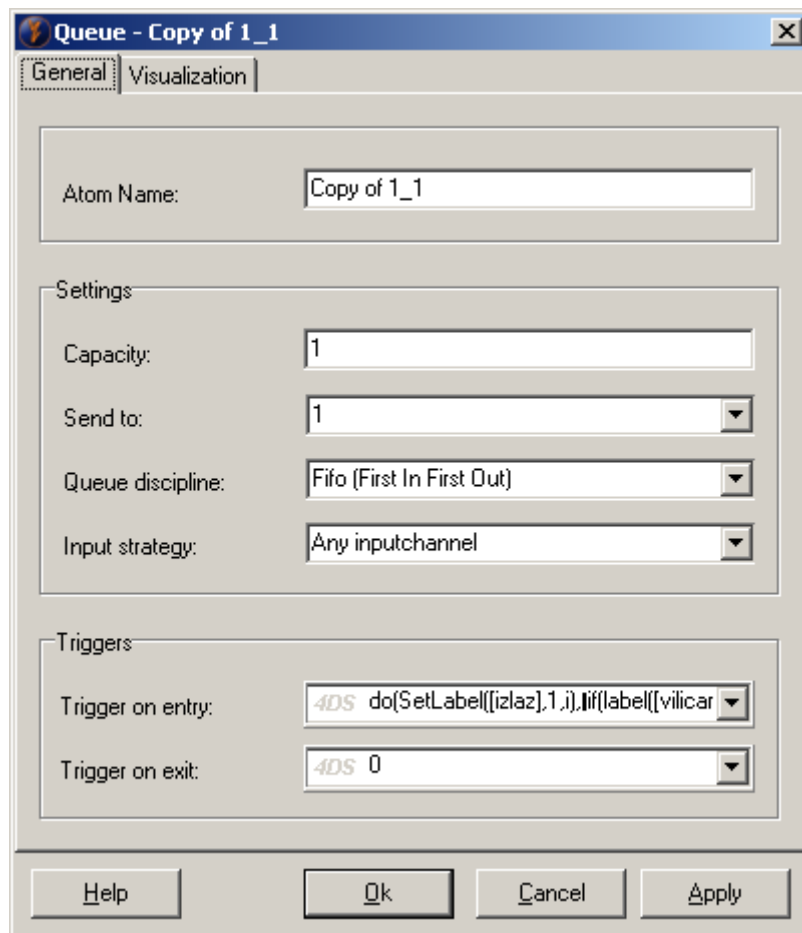 Queue - Copy of 1_1
General Visualization
Atom Name: Copy of 1_1
Settings
Capacity: 1
Send to: 1
Queue discipline: Fifo (First In First Out)
Input strategy: Any inputchannel
Triggers
Trigger on entry: 4DS do(SetLabel([izlaz],1,i),if(label([vilicar
Trigger on exit: 4DS 0
Help Ok Cancel Apply